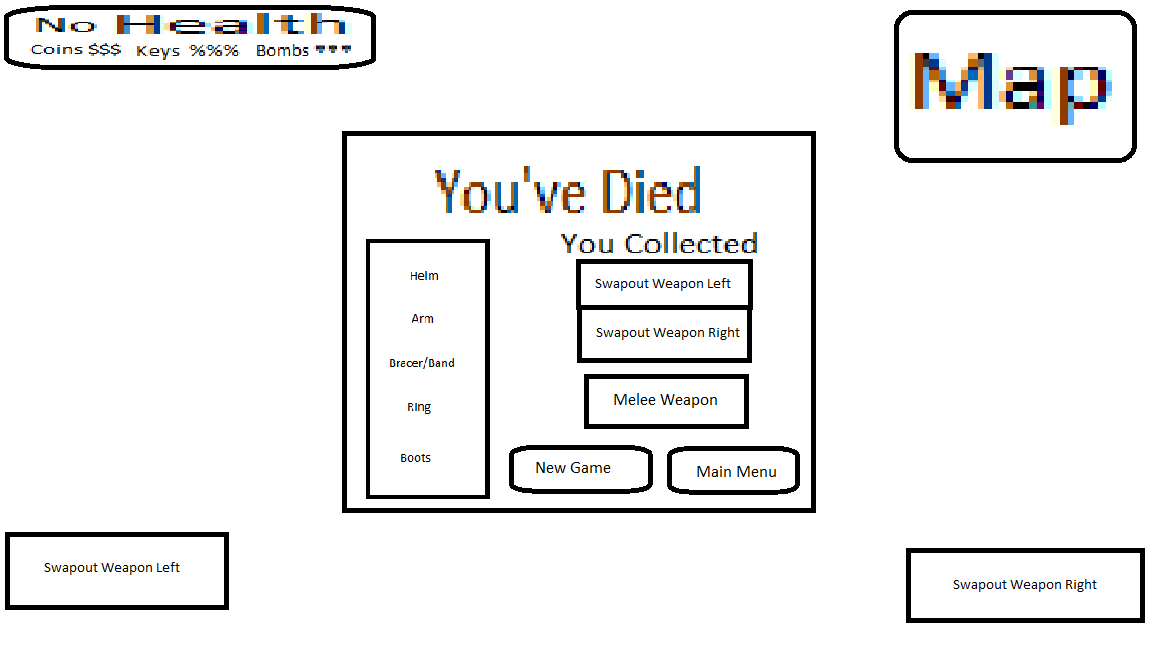 No Health
Coins $$$ Keys %%% Bombs
Map
You've Died
You Collected
Helm
Arm
Bracer/Band
Ring
Boots
Swapout Weapon Left
Swapout Weapon Right
Melee Weapon
New Game
Main Menu
Swapout Weapon Left
Swapout Weapon Right